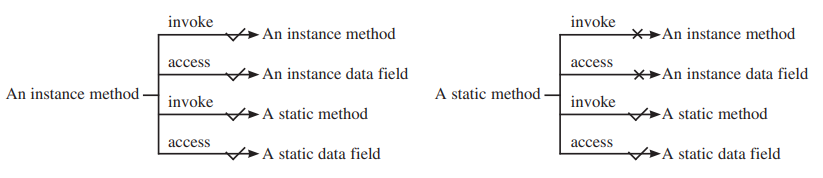 invoke
An instance method
access
An instance data field
An instance method
invoke
A static method
access
A static data field
invoke
An instance method
access
An instance data field
A static method
invoke
A static method
access
A static data field